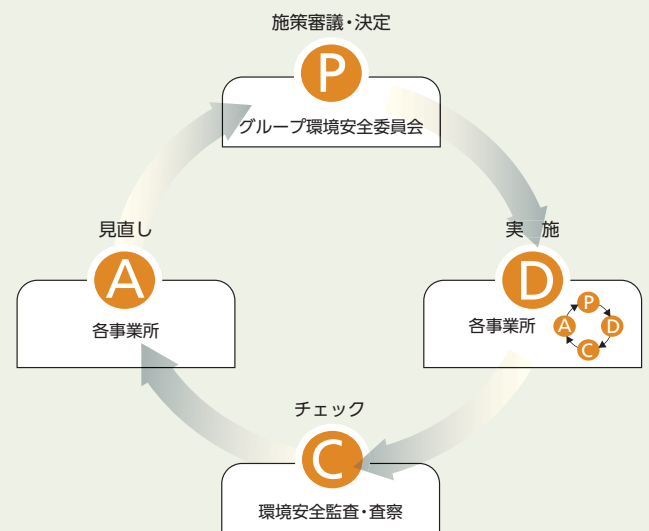 施策審議・決定
P
グループ環境安全委員会
見直し
A
各事業所
実 施
D
各事業所
P
A
D
C
チェック
C
環境安全監査・査察